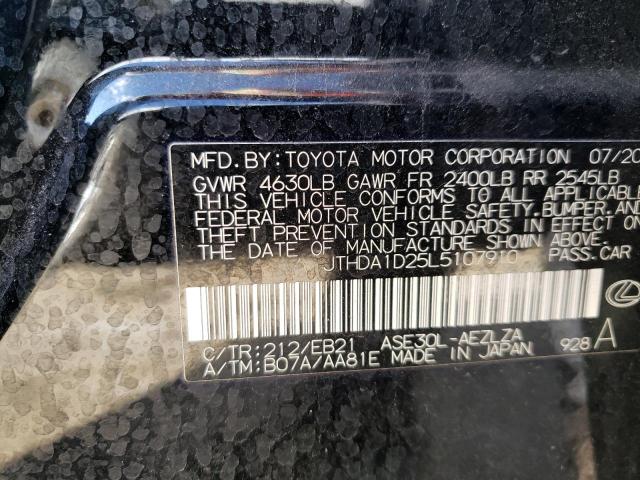 MFD.BY:TOYOTA MOTOR CORPORATION 07/20
GVWR 4630LB GAWR FR 2400LB RR 2545LB
THIS VEHICLE CONFORMS TO ALL APPLICABLE
FEDERAL MOTOR VEHICLE SAFETY.BUMPER.AND
THEFT PREVENTION STANDARDS IN EFFECT ON
THE DATE OF MANUFACTURE SHOWN ABOVE.
JTHDA1D25L5107910 PASS.CAR
C/TR:212/EB21 ASE30L-AEZLZA
A/TM:B07A/AA81E MADE IN JAPAN 928 A